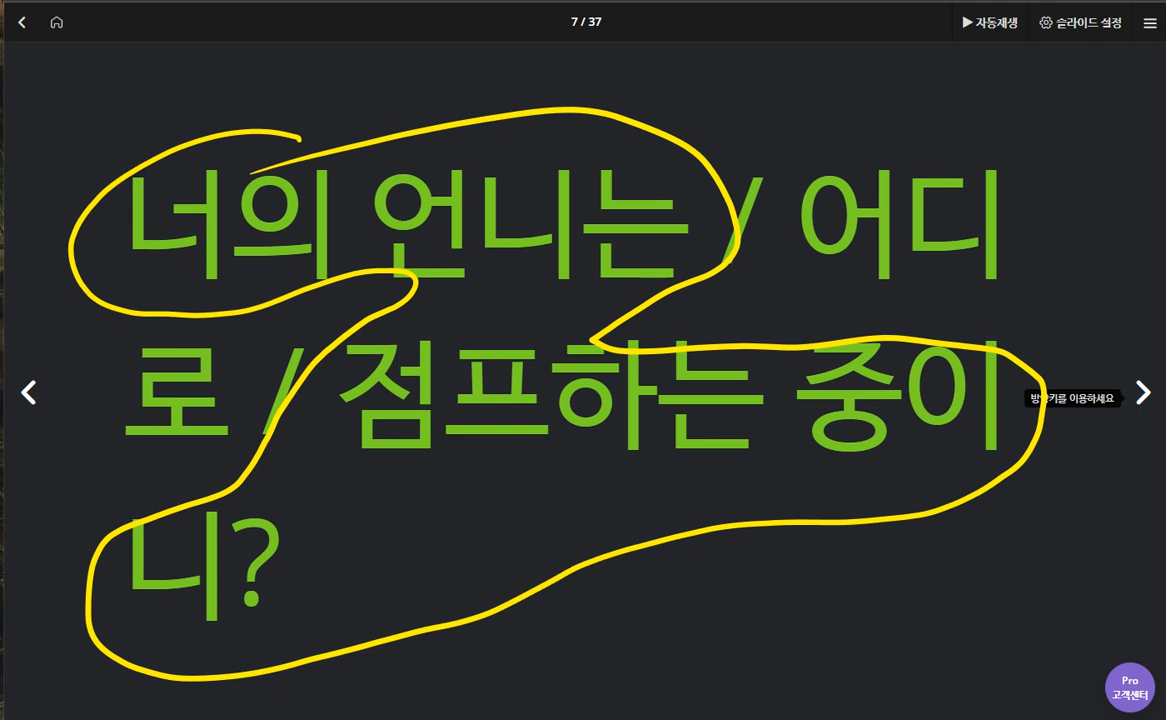 7 / 37
▶ 자동재생
슬라이드 설정
너의 언니는 / 어디
로 / 점프하는 중이
니?
방향키를 이용하세요
Pro
고객센터